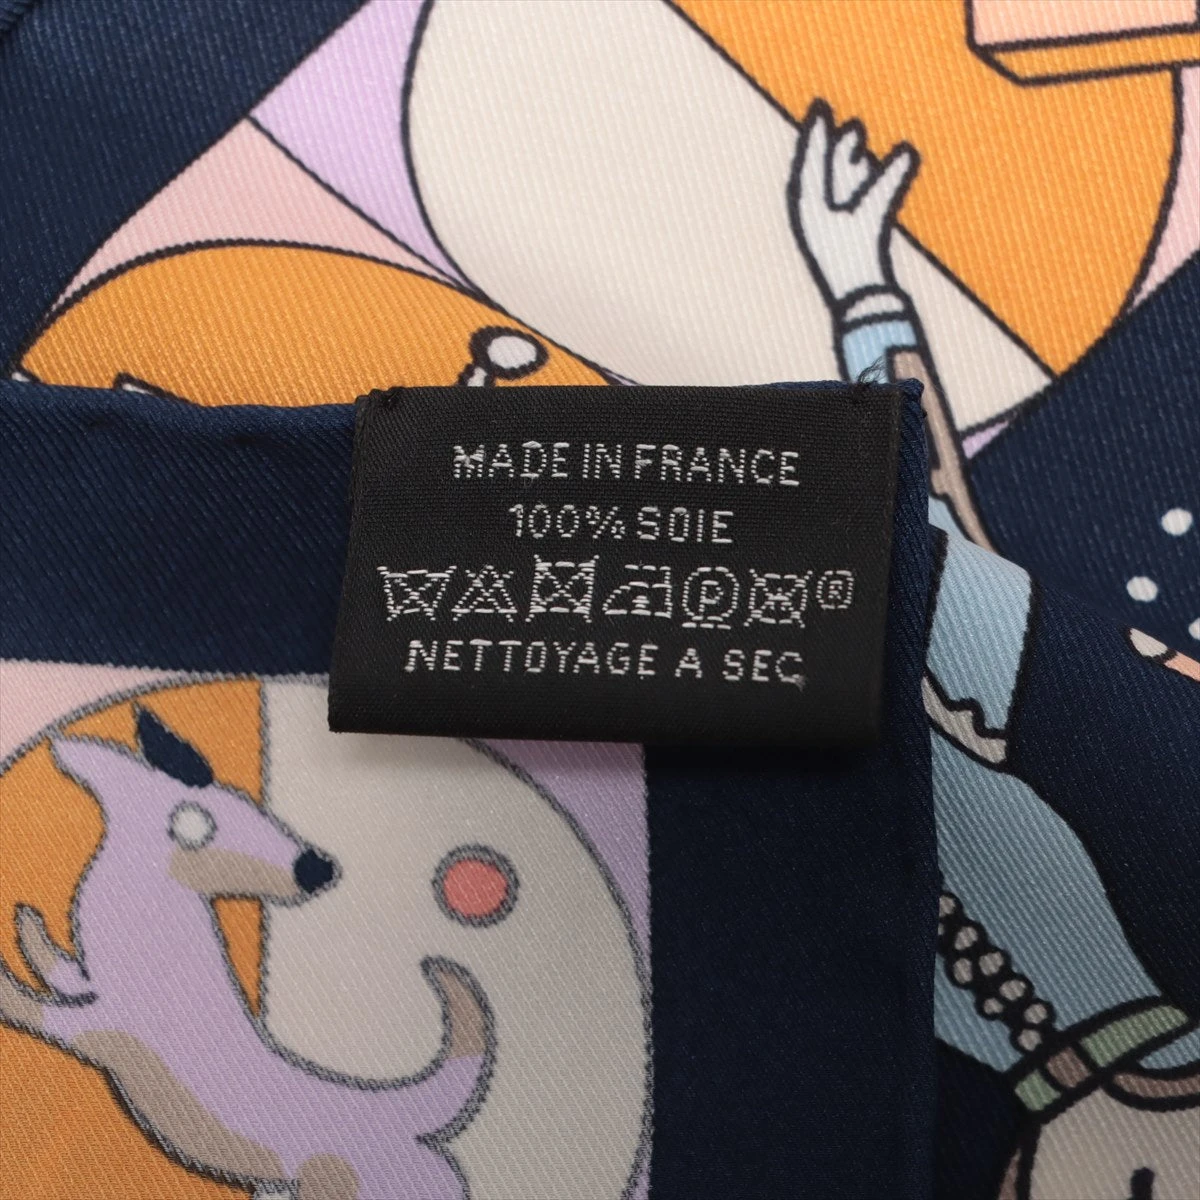 MADE IN FRANCE
100% SOIE
P ®
NETTOYAGE A SEC